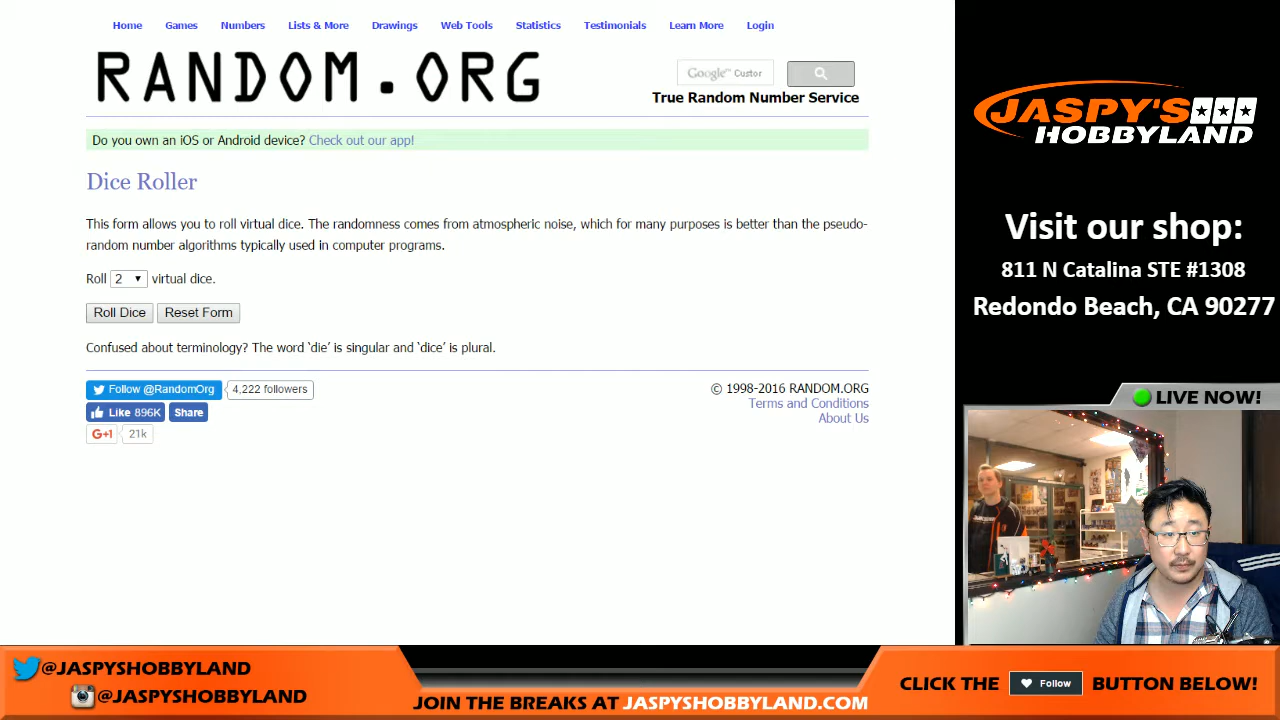 Home Games Numbers Lists & More Drawings Web Tools Statistics Testimonials Learn More Login
RANDOM.ORG
Google™ Custor
True Random Number Service
Do you own an iOS or Android device? Check out our app!
Dice Roller
This form allows you to roll virtual dice. The randomness comes from atmospheric noise, which for many purposes is better than the pseudo-
random number algorithms typically used in computer programs.
Roll 2 virtual dice.
Roll Dice Reset Form
Confused about terminology? The word ‘die’ is singular and ‘dice’ is plural.
Follow @RandomOrg 4,222 followers
Like 896K Share
G+1 21k
© 1998-2016 RANDOM.ORG
Terms and Conditions
About Us
JASPY'S
HOBBYLAND
Visit our shop:
811 N Catalina STE #1308
Redondo Beach, CA 90277
LIVE NOW!
@JASPYSHOBBYLAND
@JASPYSHOBBYLAND
JOIN THE BREAKS AT JASPYSHOBBYLAND.COM
CLICK THE Follow BUTTON BELOW!